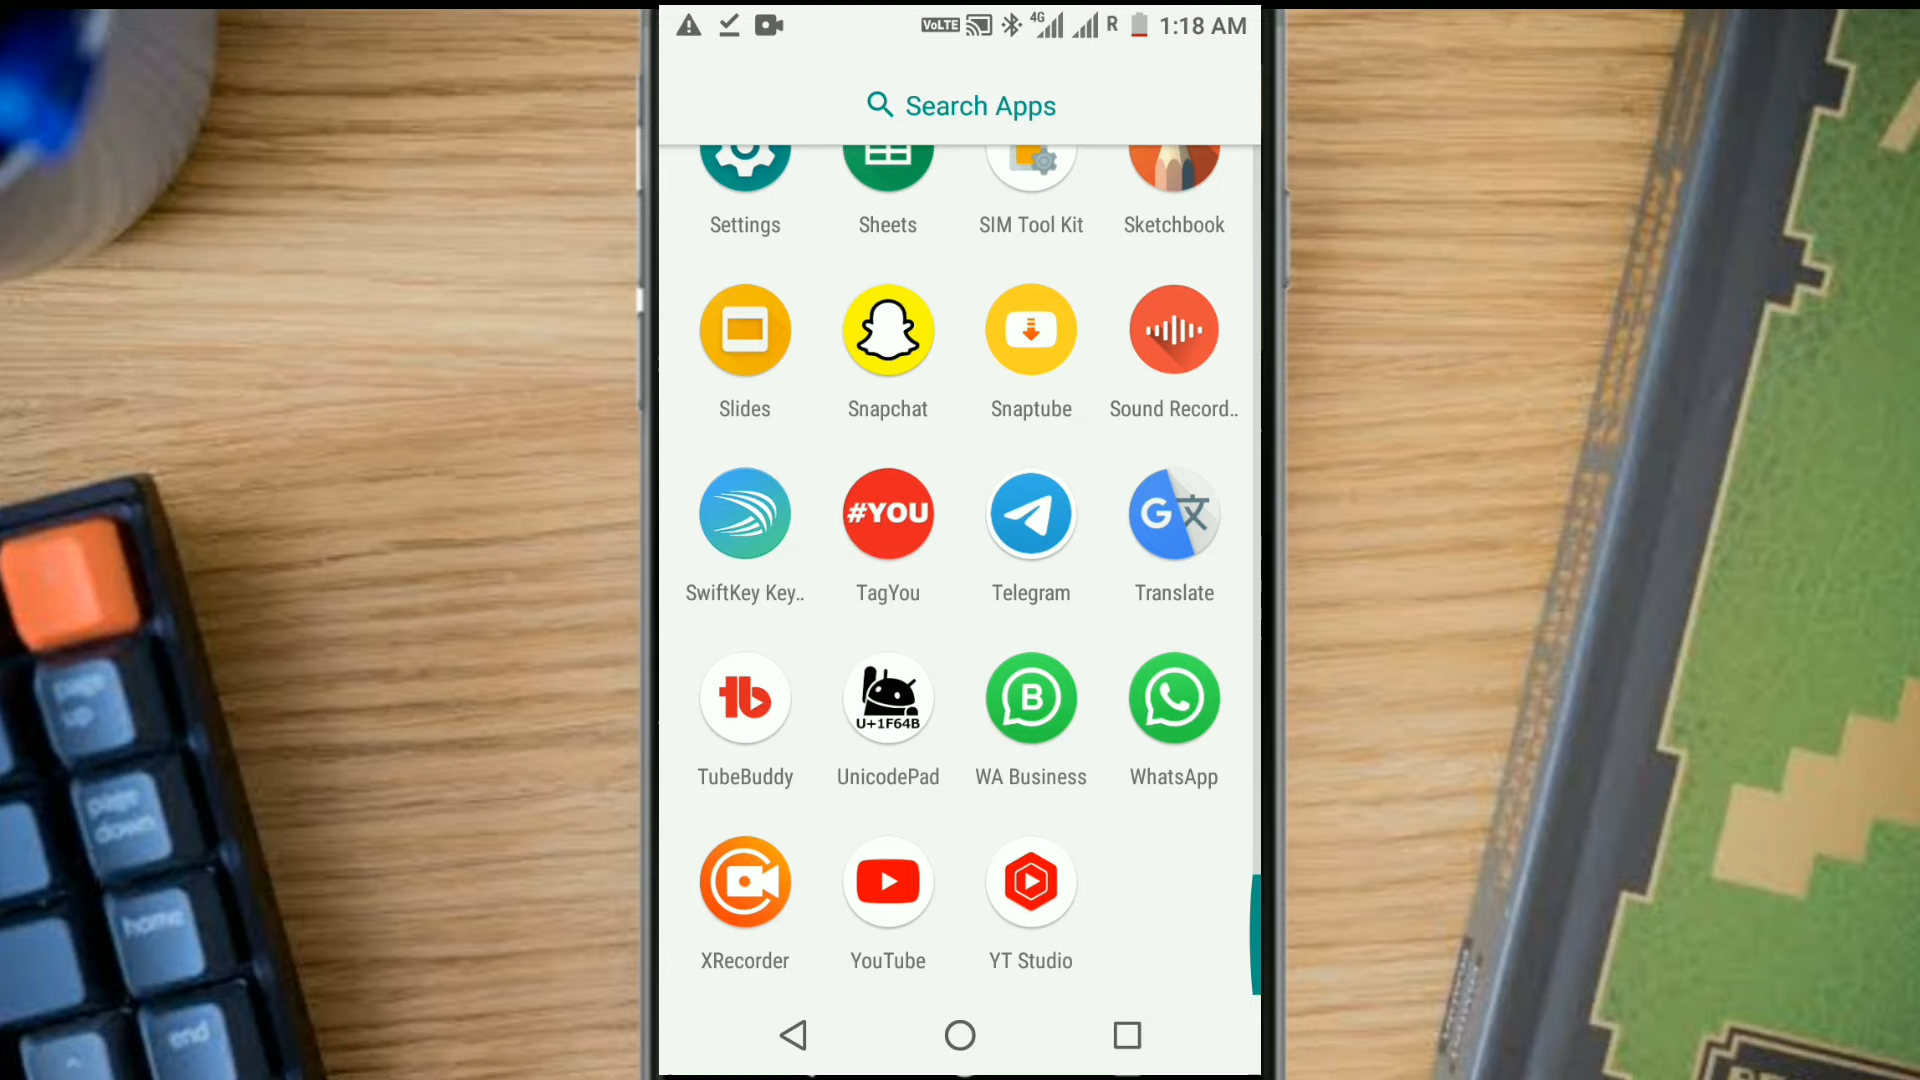 VoLTE 4G R 1:18 AM
Search Apps
Settings Sheets SIM Tool Kit Sketchbook
Slides Snapchat Snaptube Sound Record..
#YOU G文
SwiftKey Key.. TagYou Telegram Translate
U+1F64B B
TubeBuddy UnicodePad WA Business WhatsApp
XRecorder YouTube YT Studio
page
up
page
down
home
end